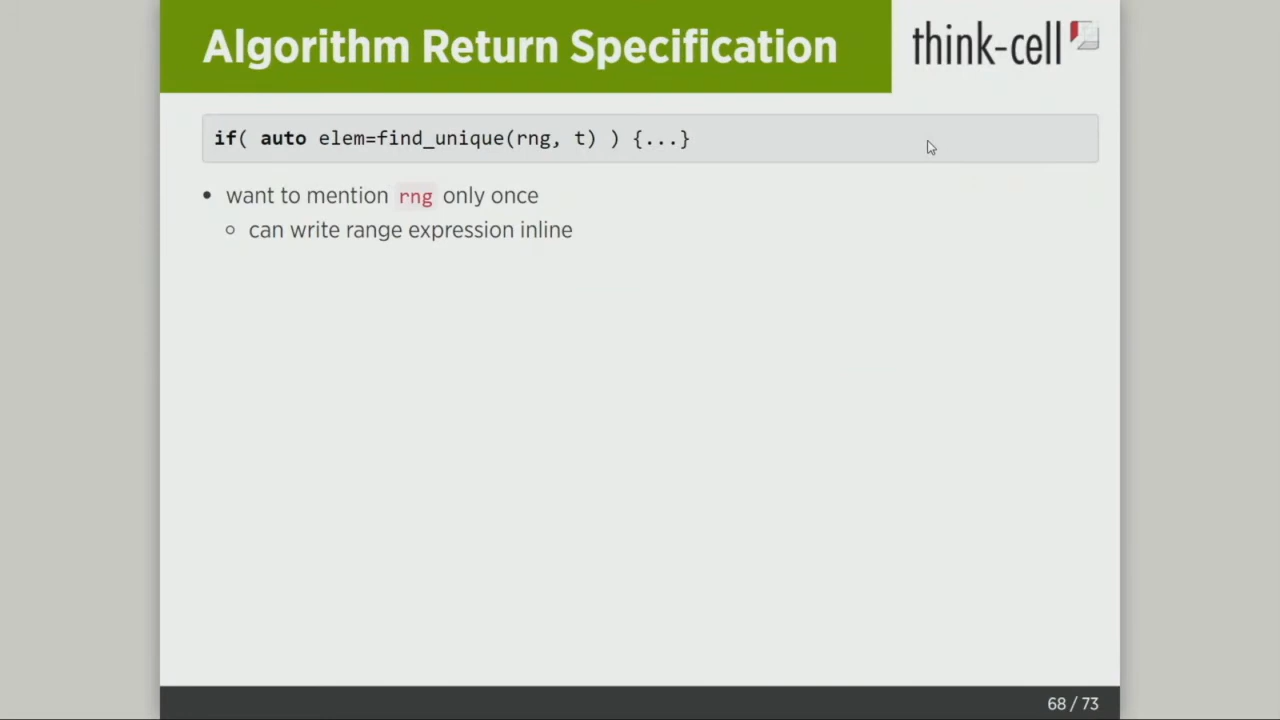 Algorithm Return Specification
think-cell
if( auto elem=find_unique(rng, t) ) {...}
• want to mention rng only once
○ can write range expression inline
68 / 73